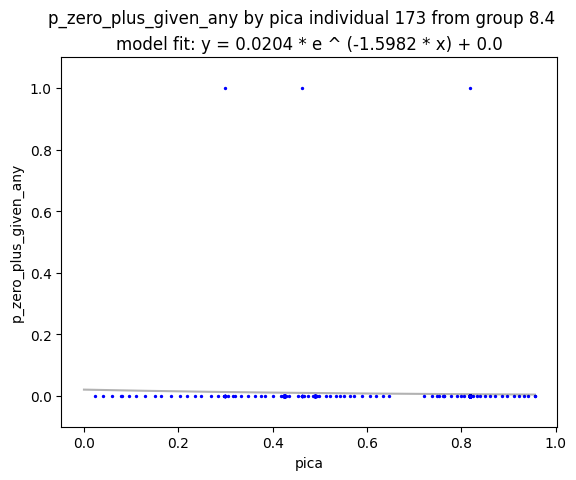 p_zero_plus_given_any by pica individual 173 from group 8.4
model fit: y = 0.0204 * e ^ (-1.5982 * x) + 0.0
1.0
0.8
0.6
0.4
0.2
0.0
p_zero_plus_given_any
0.0 0.2 0.4 0.6 0.8 1.0
pica